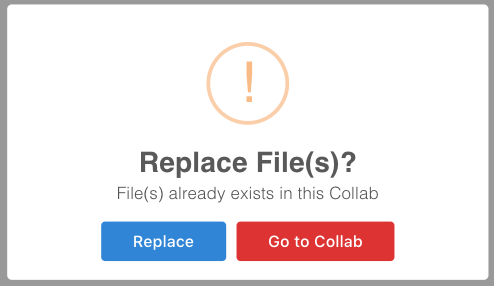 !
Replace File(s)?
File(s) already exists in this Collab
Replace
Go to Collab